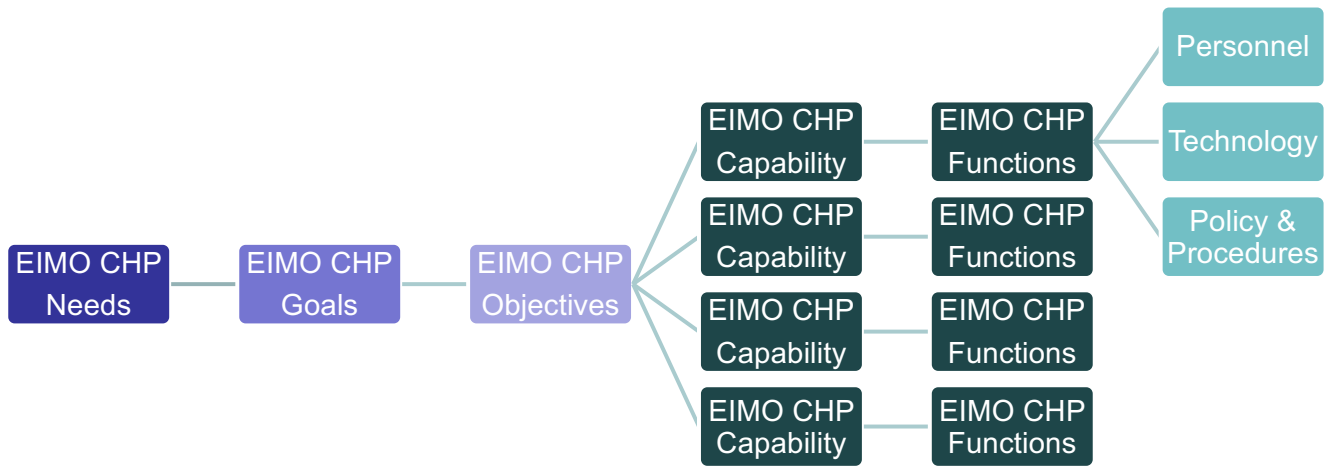 EIMO CHP
Needs
EIMO CHP
Goals
EIMO CHP
Objectives
EIMO CHP
Capability
EIMO CHP
Functions
EIMO CHP
Capability
EIMO CHP
Functions
EIMO CHP
Capability
EIMO CHP
Functions
EIMO CHP
Capability
EIMO CHP
Functions
Personnel
Technology
Policy &
Procedures